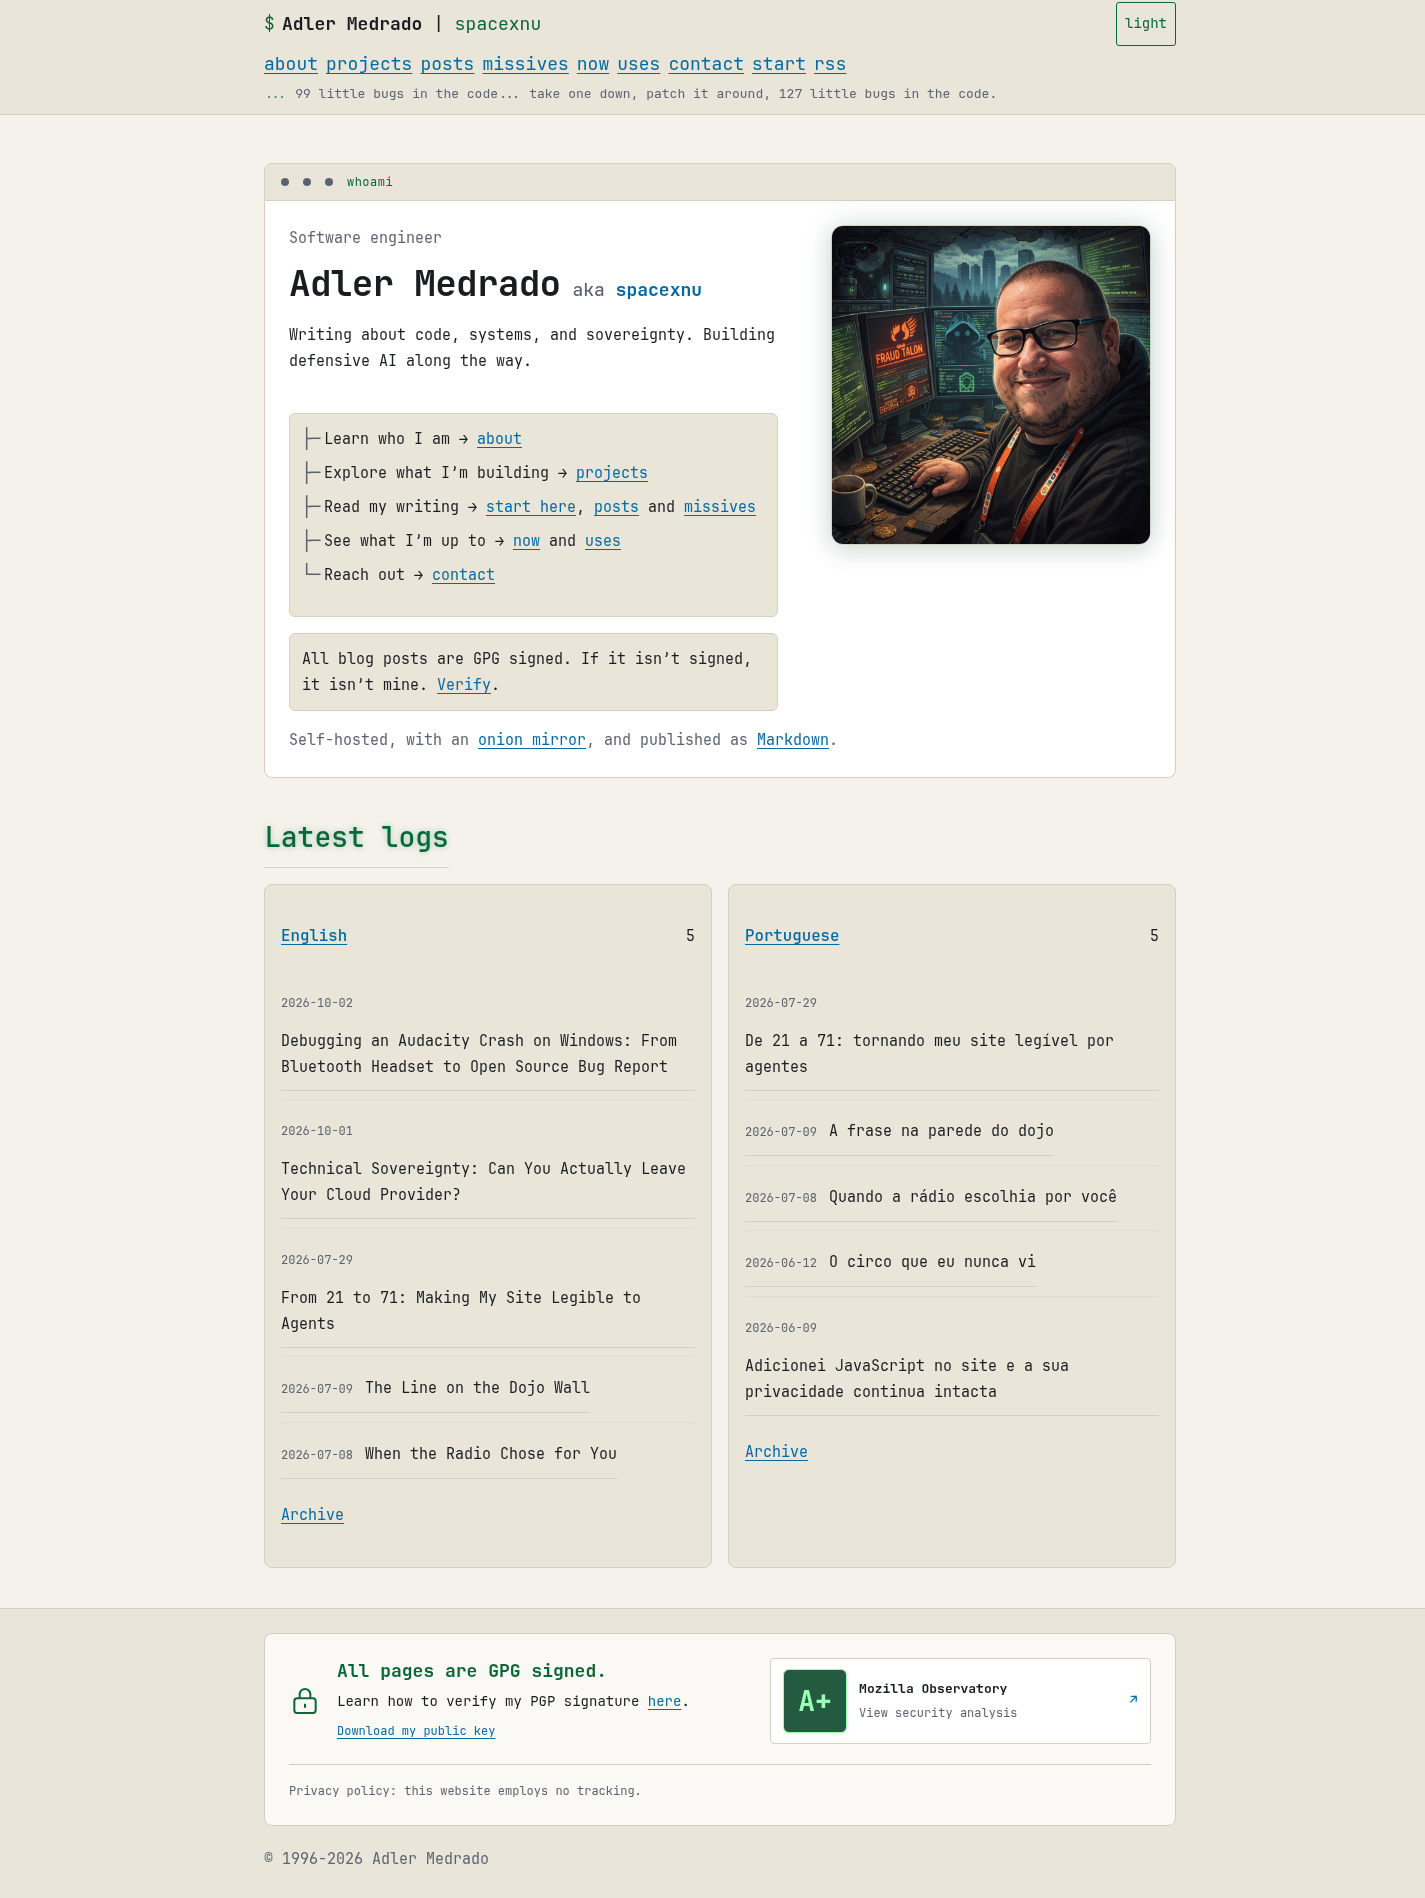 $ Adler Medrado | spacexnu
light
about projects posts missives now uses contact start rss
... 99 little bugs in the code... take one down, patch it around, 127 little bugs in the code.
whoami
Software engineer
Adler Medrado aka spacexnu
Writing about code, systems, and sovereignty. Building
defensive AI along the way.
FRAUD TALON
├─ Learn who I am → about
├─ Explore what I’m building → projects
├─ Read my writing → start here, posts and missives
├─ See what I’m up to → now and uses
└─ Reach out → contact
All blog posts are GPG signed. If it isn’t signed,
it isn’t mine. Verify.
Self-hosted, with an onion mirror, and published as Markdown.
Latest logs
English 5
2026-10-02
Debugging an Audacity Crash on Windows: From
Bluetooth Headset to Open Source Bug Report
2026-10-01
Technical Sovereignty: Can You Actually Leave
Your Cloud Provider?
2026-07-29
From 21 to 71: Making My Site Legible to
Agents
2026-07-09 The Line on the Dojo Wall
2026-07-08 When the Radio Chose for You
Archive
Portuguese 5
2026-07-29
De 21 a 71: tornando meu site legível por
agentes
2026-07-09 A frase na parede do dojo
2026-07-08 Quando a rádio escolhia por você
2026-06-12 O circo que eu nunca vi
2026-06-09
Adicionei JavaScript no site e a sua
privacidade continua intacta
Archive
All pages are GPG signed.
Learn how to verify my PGP signature here.
Download my public key
A+
Mozilla Observatory
View security analysis
Privacy policy: this website employs no tracking.
© 1996-2026 Adler Medrado